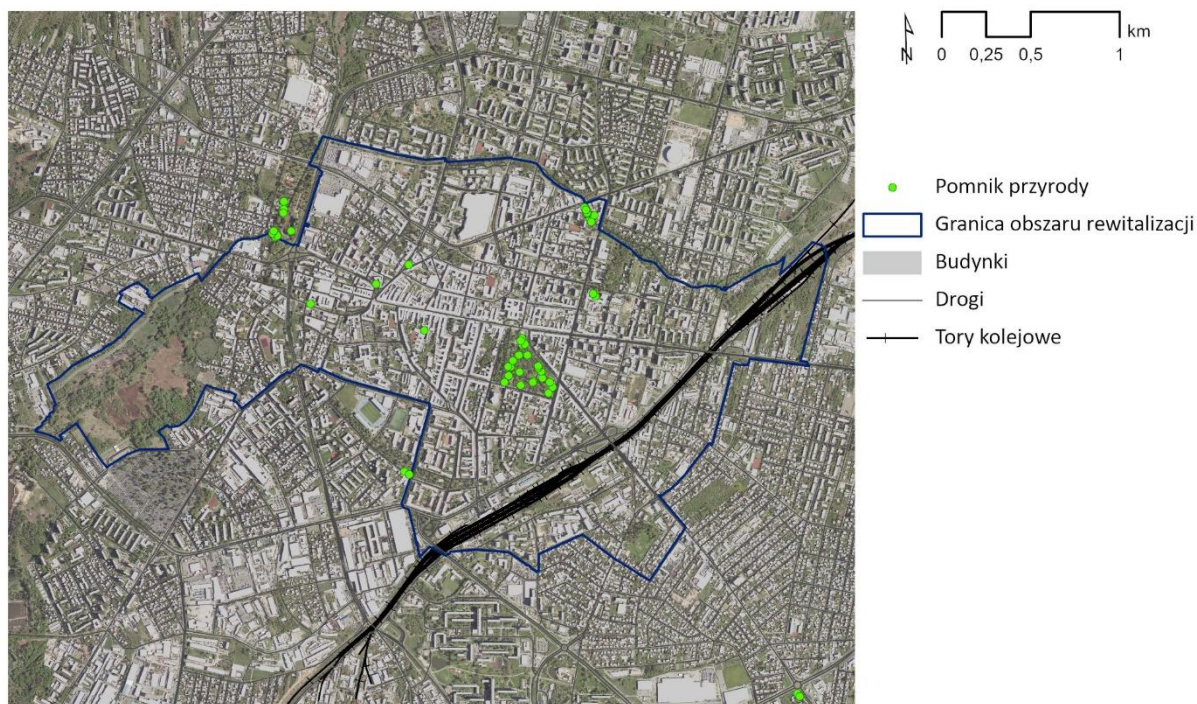 km
N
0 0,25 0,5 1
Pomnik przyrody
Granica obszaru rewitalizacji
Budynki
Drogi
Tory kolejowe